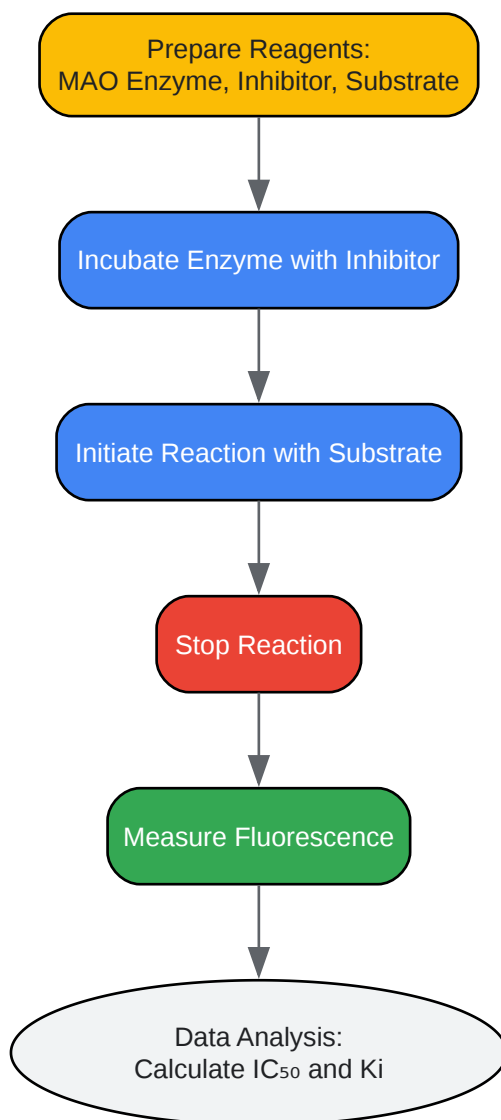 Prepare Reagents:
MAO Enzyme, Inhibitor, Substrate
Incubate Enzyme with Inhibitor
Initiate Reaction with Substrate
Stop Reaction
Measure Fluorescence
Data Analysis:
Calculate IC₅₀ and Ki